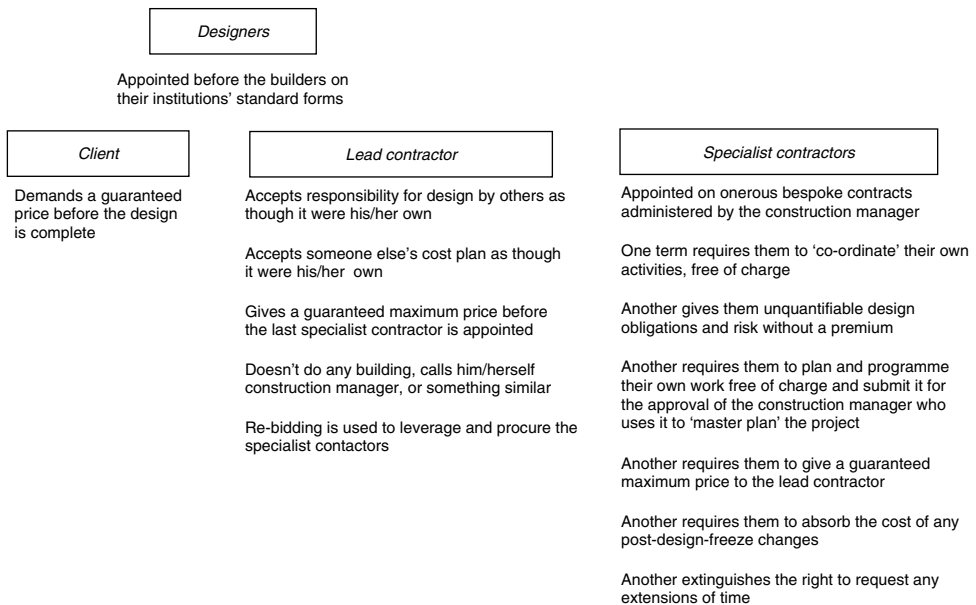 Designers
Appointed before the builders on
their institutions’ standard forms
Client
Demands a guaranteed
price before the design
is complete
Lead contractor
Accepts responsibility for design by others as
though it were his/her own
Accepts someone else’s cost plan as though
it were his/her own
Gives a guaranteed maximum price before
the last specialist contractor is appointed
Doesn’t do any building, calls him/herself
construction manager, or something similar
Re-bidding is used to leverage and procure the
specialist contactors
Specialist contractors
Appointed on onerous bespoke contracts
administered by the construction manager
One term requires them to ‘co-ordinate’ their own
activities, free of charge
Another gives them unquantifiable design
obligations and risk without a premium
Another requires them to plan and programme
their own work free of charge and submit it for
the approval of the construction manager who
uses it to ‘master plan’ the project
Another requires them to give a guaranteed
maximum price to the lead contractor
Another requires them to absorb the cost of any
post-design-freeze changes
Another extinguishes the right to request any
extensions of time